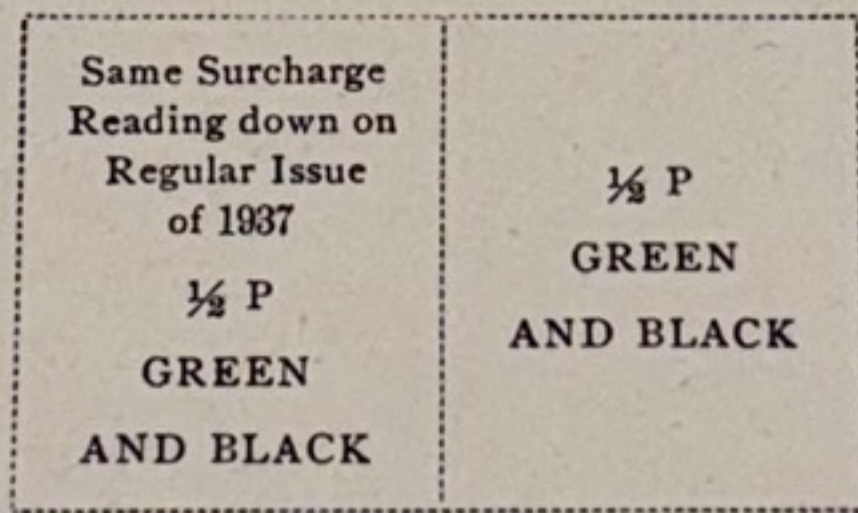 Same Surcharge
Reading down on
Regular Issue
of 1937
½ P
GREEN
AND BLACK
½ P
GREEN
AND BLACK